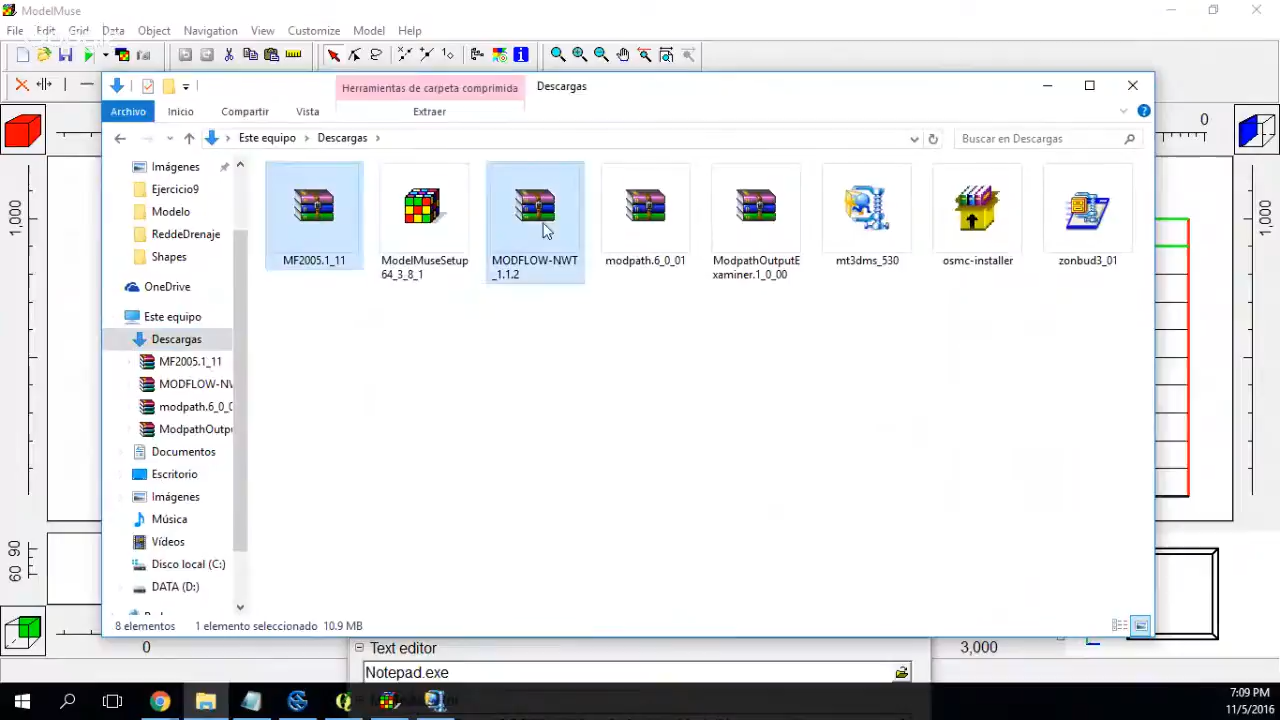 ModelMuse
File Edit Grid Data Object Navigation View Customize Model Help
Herramientas de carpeta comprimida
Descargas
Archivo Inicio Compartir Vista Extraer
Este equipo Descargas
Buscar en Descargas
Imágenes
Ejercicio9
Modelo
ReddeDrenaje
Shapes
OneDrive
Este equipo
Descargas
MF2005.1_11
MODFLOW-NW
modpath.6_0_0
ModpathOutpu
Documentos
Escritorio
Imágenes
Música
Vídeos
Disco local (C:)
DATA (D:)
MF2005.1_11
ModelMuseSetup
64_3_8_1
MODFLOW-NWT
_1.1.2
modpath.6_0_01
ModpathOutputE
xaminer.1_0_00
mt3dms_530
osmc-installer
zonbud3_01
8 elementos 1 elemento seleccionado 10.9 MB
0
1,000
1,000
90
60
0
3,000
Text editor
Notepad.exe
7:09 PM
11/5/2016